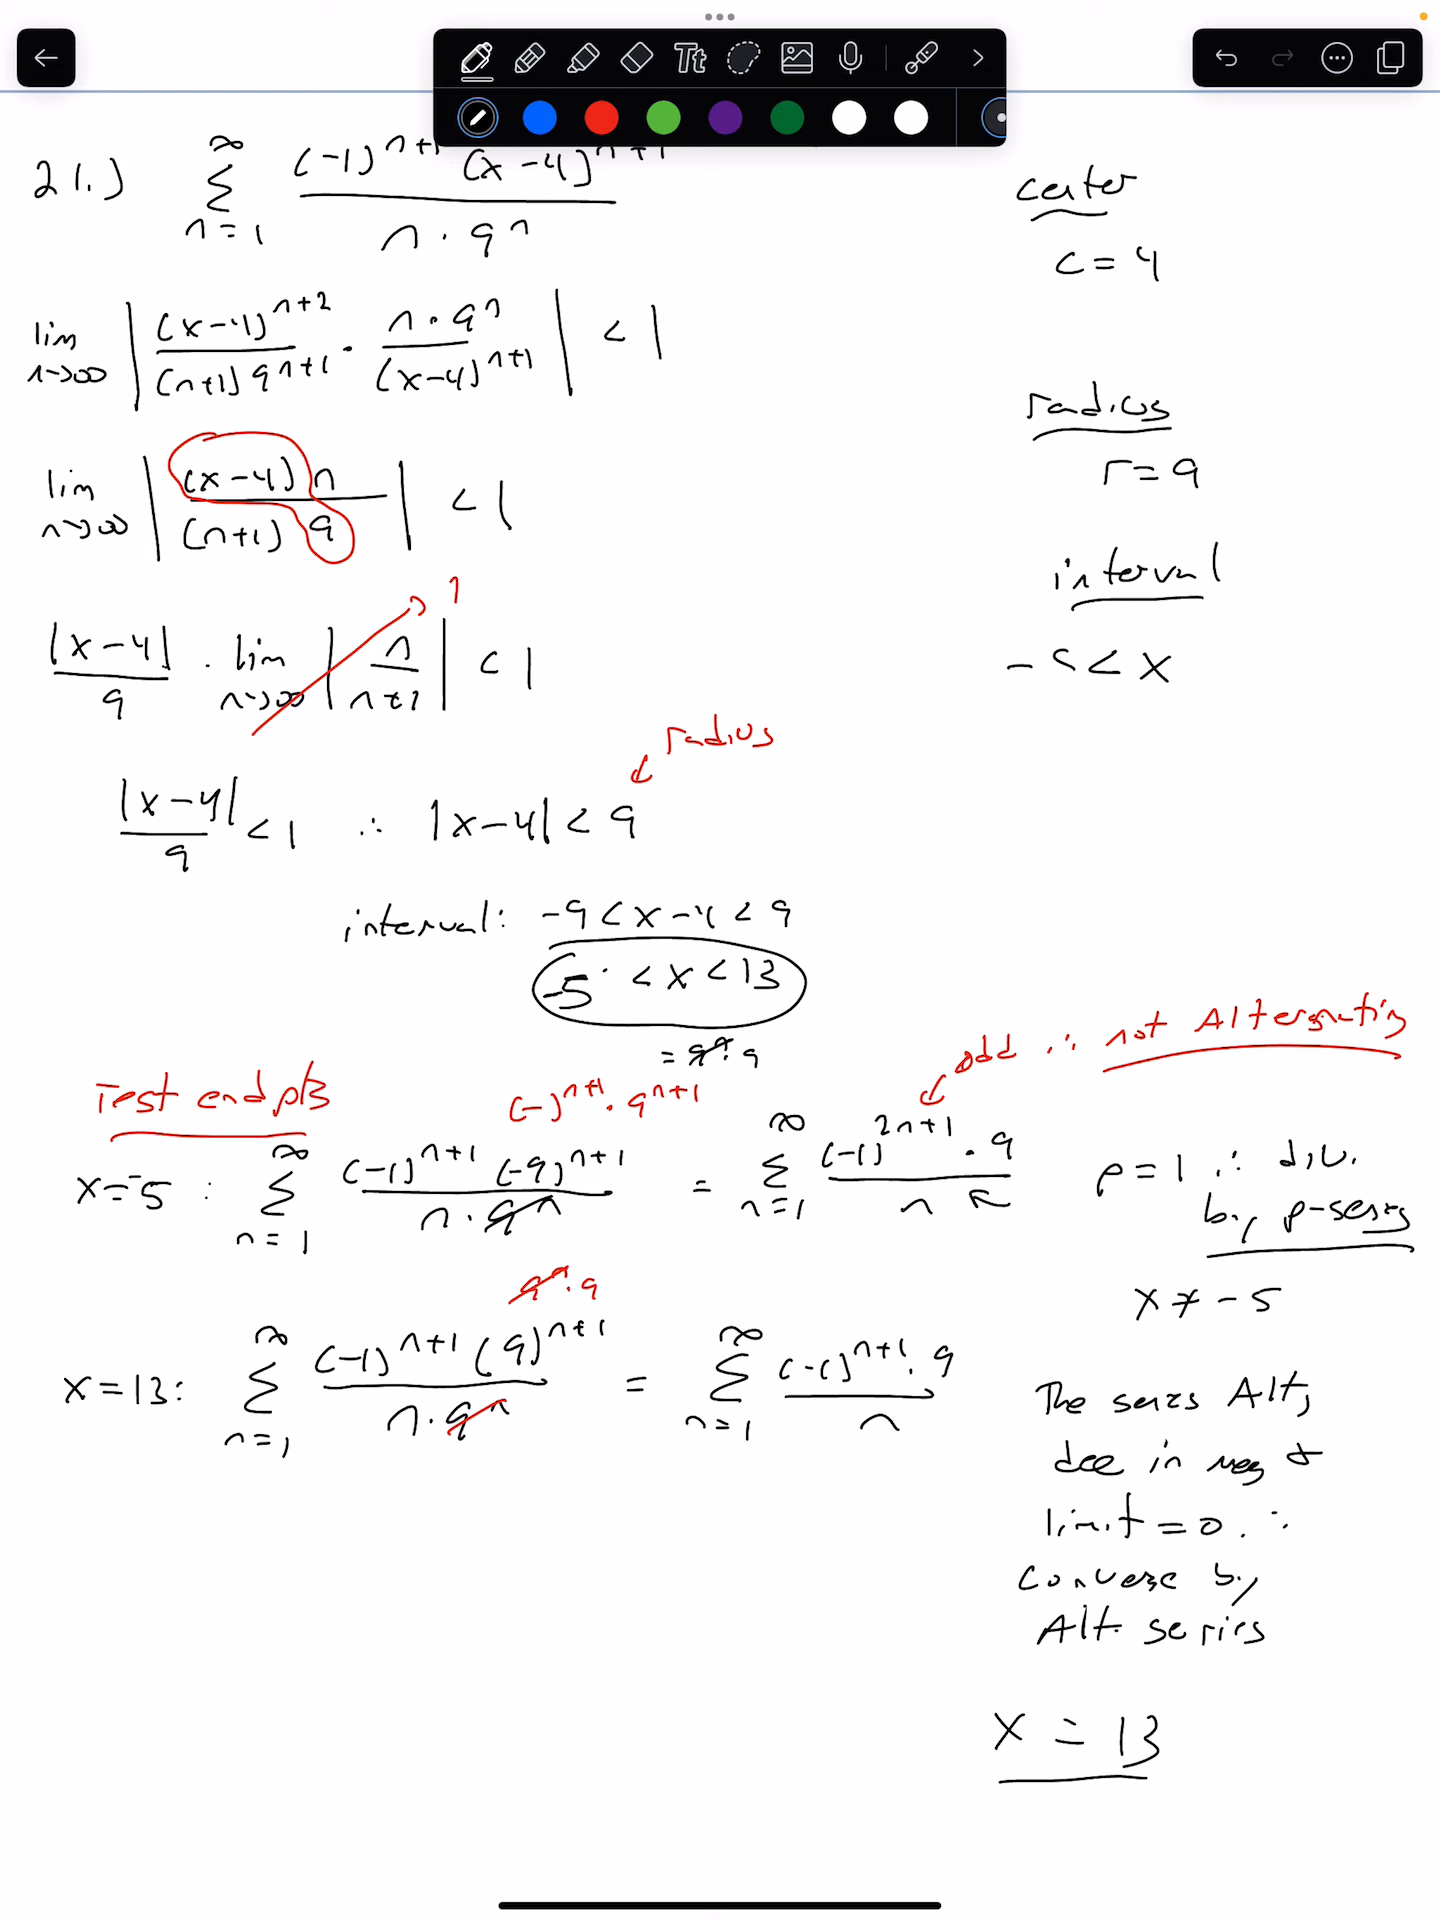 Tt
21.) ∞ Σ n=1 (-1)^n+1 (x-4)^n+1 / n · 9^n
center
c = 4
lim n→∞ | (x-4)^n+2 / (n+1) 9^n+1 · n · 9^n / (x-4)^n+1 | < 1
radius
r = 9
lim n→∞ | (x-4) n / (n+1) 9 | < 1
interval
-5 < x
|x-4| / 9 · lim n→∞ | n / n+1 | < 1
1
radius
|x-4| / 9 < 1 ∴ |x-4| < 9
interval: -9 < x-4 < 9
-5 < x < 13
= 9^n · 9
odd ∴ not Alternating
Test endpts
(-)^n+1 · 9^n+1
x = -5 : ∞ Σ n=1 (-1)^n+1 (-9)^n+1 / n · 9^n = ∞ Σ n=1 (-1)^2n+1 · 9 / n
p = 1 ∴ div.
by p-series
x ≠ -5
9^n · 9
x = 13: ∞ Σ n=1 (-1)^n+1 (9)^n+1 / n · 9^n = ∞ Σ n=1 (-1)^n+1 · 9 / n
The series Alt,
dec in mag +
limit = 0 ∴
converge by
Alt. series
x = 13